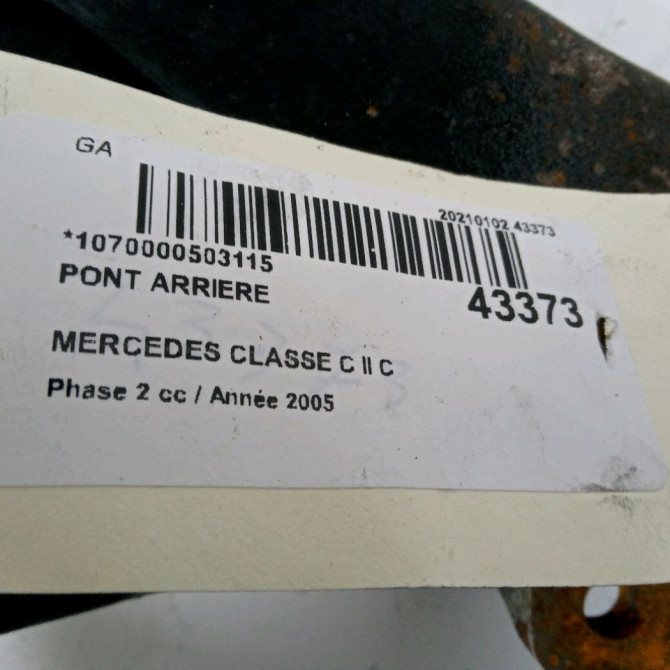 GA
20210102 43373
*1070000503115
43373
PONT ARRIERE
MERCEDES CLASSE C II C
Phase 2 cc / Année 2005